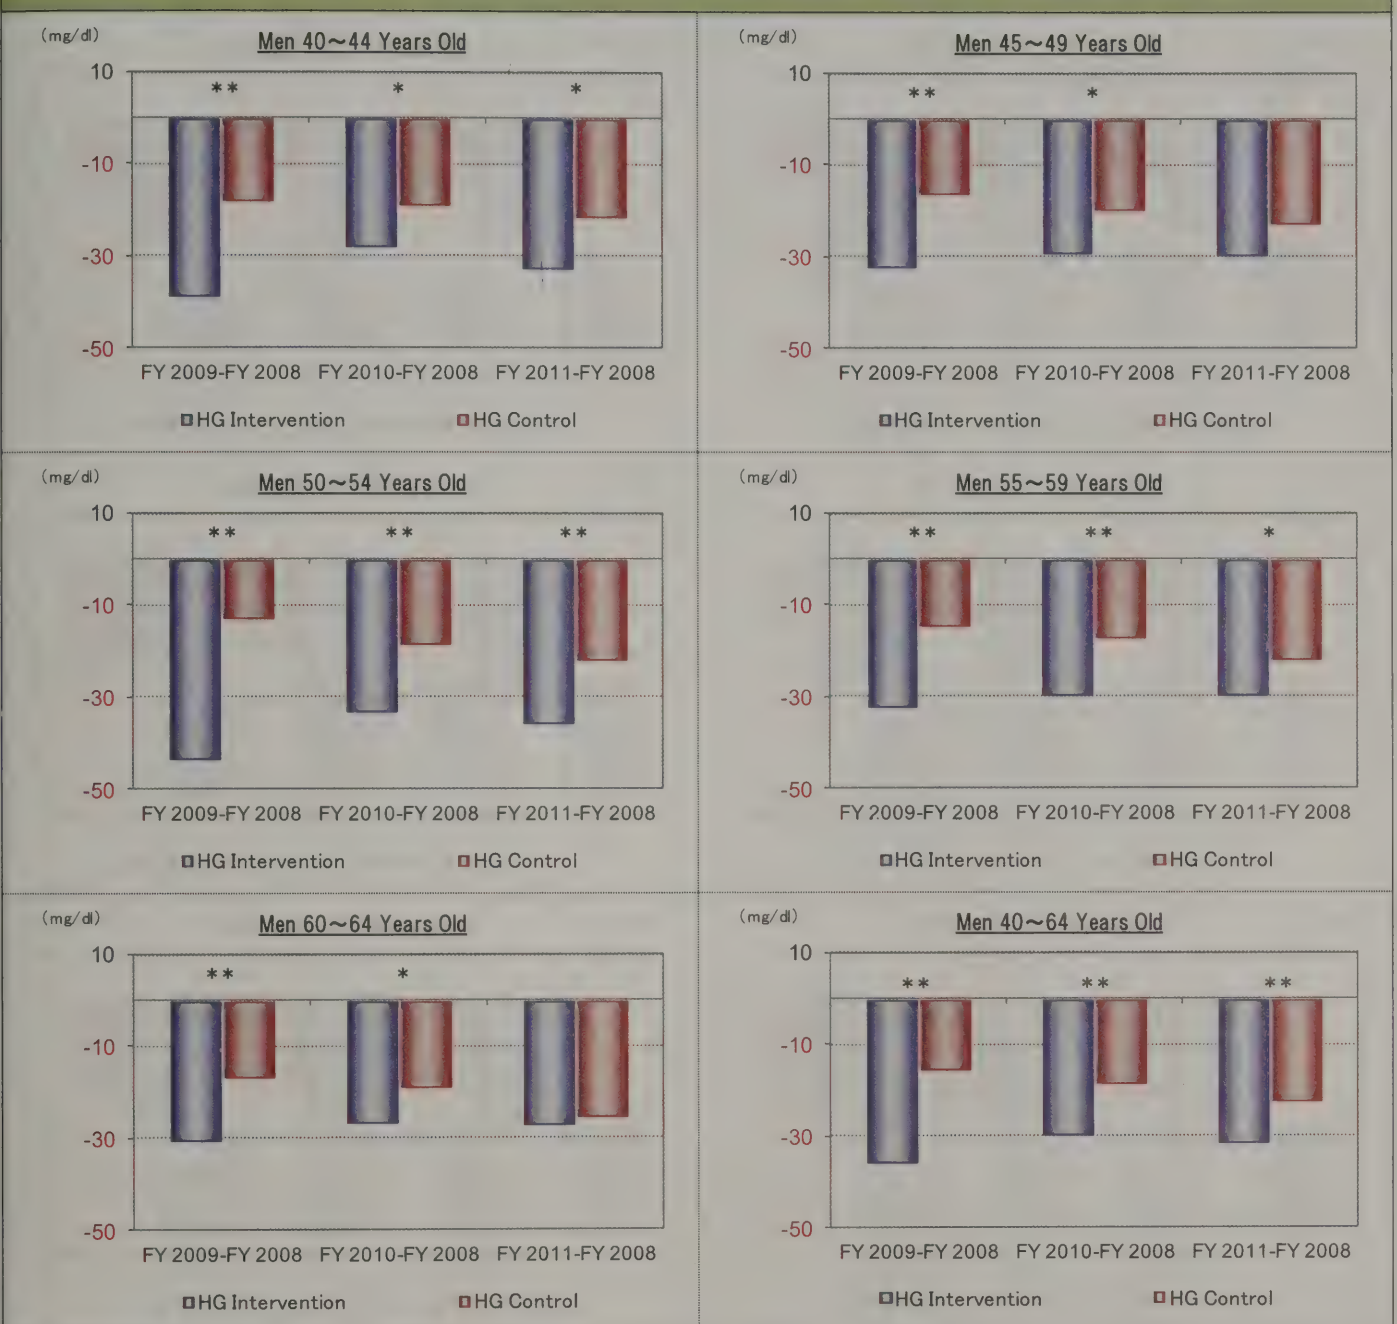 (mg/dl)
Men 40~44 Years Old
10
** * *
-10
-30
-50
FY 2009-FY 2008 FY 2010-FY 2008 FY 2011-FY 2008
HG Intervention HG Control
(mg/dl)
Men 45~49 Years Old
10
** *
-10
-30
-50
FY 2009-FY 2008 FY 2010-FY 2008 FY 2011-FY 2008
HG Intervention HG Control
(mg/dl)
Men 50~54 Years Old
10
** ** **
-10
-30
-50
FY 2009-FY 2008 FY 2010-FY 2008 FY 2011-FY 2008
HG Intervention HG Control
(mg/dl)
Men 55~59 Years Old
10
** ** *
-10
-30
-50
FY 2009-FY 2008 FY 2010-FY 2008 FY 2011-FY 2008
HG Intervention HG Control
(mg/dl)
Men 60~64 Years Old
10
** *
-10
-30
-50
FY 2009-FY 2008 FY 2010-FY 2008 FY 2011-FY 2008
HG Intervention HG Control
(mg/dl)
Men 40~64 Years Old
10
** ** **
-10
-30
-50
FY 2009-FY 2008 FY 2010-FY 2008 FY 2011-FY 2008
HG Intervention HG Control